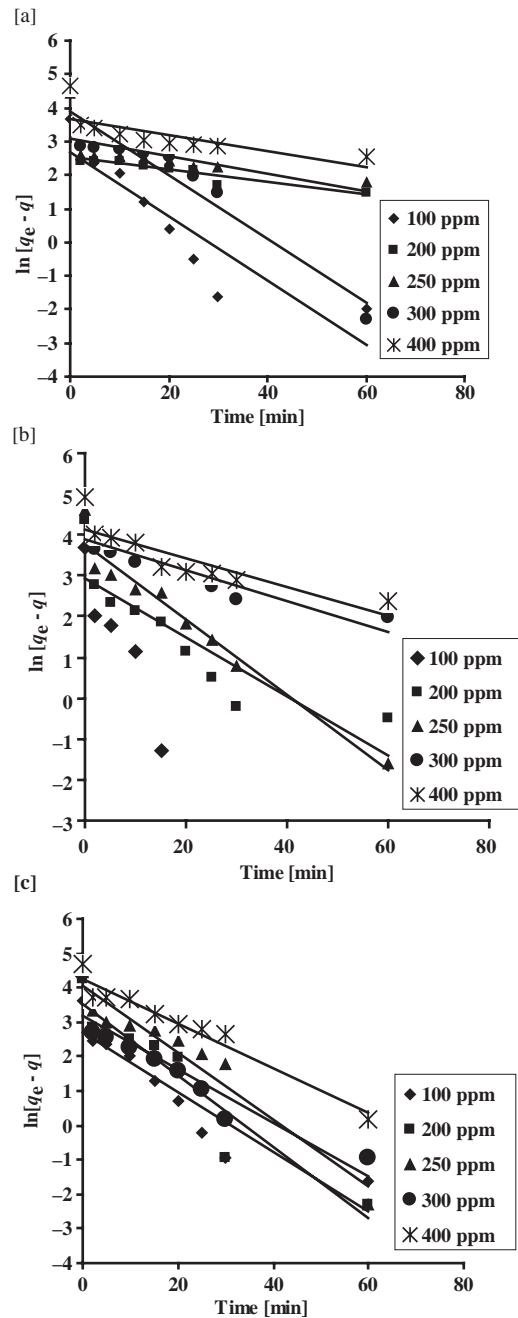 [a]
6
5
4
3
2
1
0
−1
−2
−3
−4
ln [qe - q]
0 20 40 60 80
Time [min]
100 ppm
200 ppm
250 ppm
300 ppm
400 ppm
[b]
6
5
4
3
2
1
0
−1
−2
−3
ln [qe - q]
0 20 40 60 80
Time [min]
100 ppm
200 ppm
250 ppm
300 ppm
400 ppm
[c]
6
5
4
3
2
1
0
−1
−2
−3
−4
ln[qe - q]
0 20 40 60 80
Time [min]
100 ppm
200 ppm
250 ppm
300 ppm
400 ppm